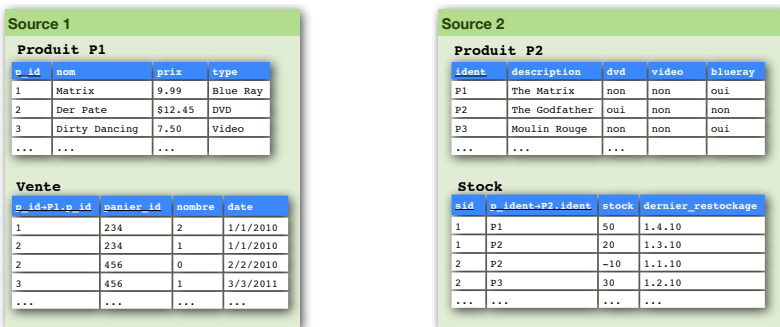 Source 1
Produit P1
p_id nom prix type
1 Matrix 9.99 Blue Ray
2 Der Pate $12.45 DVD
3 Dirty Dancing 7.50 Video
... ... ...
Vente
p_id→P1.p_id panier_id nombre date
1 234 2 1/1/2010
2 234 1 1/1/2010
2 456 0 2/2/2010
3 456 1 3/3/2011
... ... ... ...
Source 2
Produit P2
ident description dvd video blueray
P1 The Matrix non non oui
P2 The Godfather oui non non
P3 Moulin Rouge non non oui
... ... ...
Stock
sid p_ident→P2.ident stock dernier_restockage
1 P1 50 1.4.10
1 P2 20 1.3.10
2 P2 -10 1.1.10
2 P3 30 1.2.10
... ... ... ...